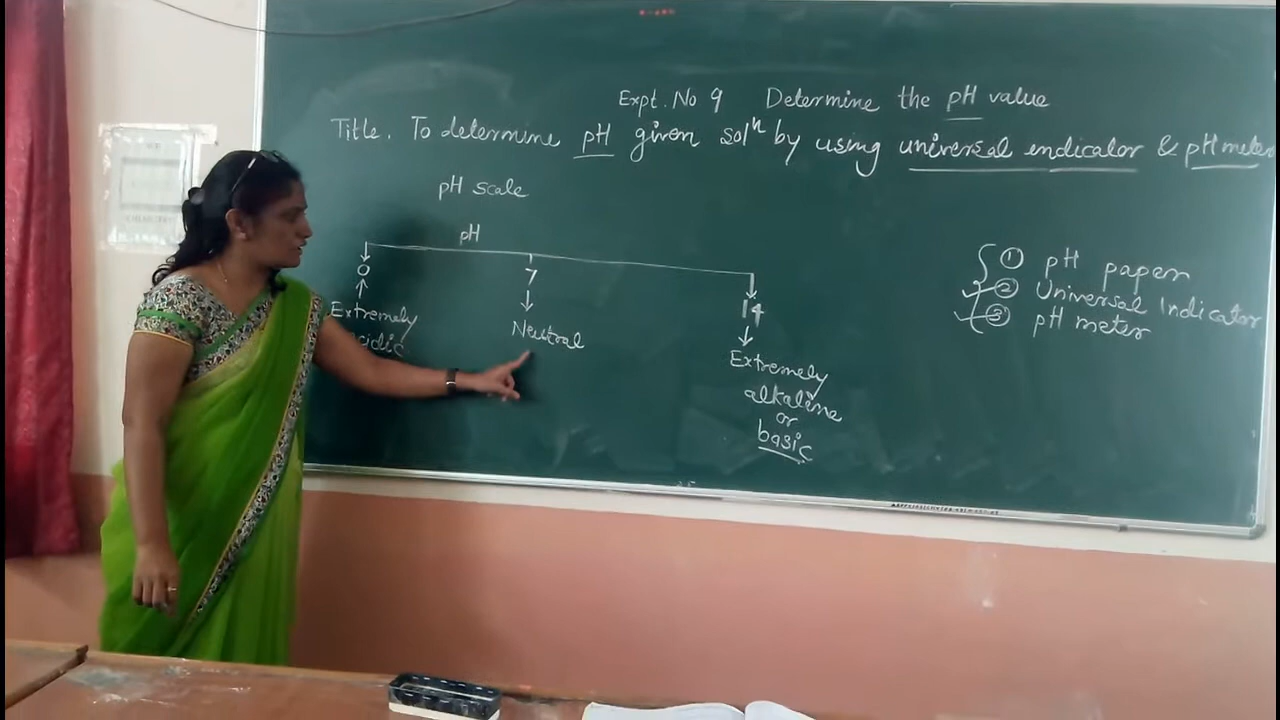 Expt. No 9 Determine the pH value
Title. To determine pH given solⁿ by using universal indicator & pH meter
pH scale
pH
0
7
14
Extremely
Neutral
Extremely
alkaline
or
basic
① pH paper
② Universal Indicator
③ pH meter